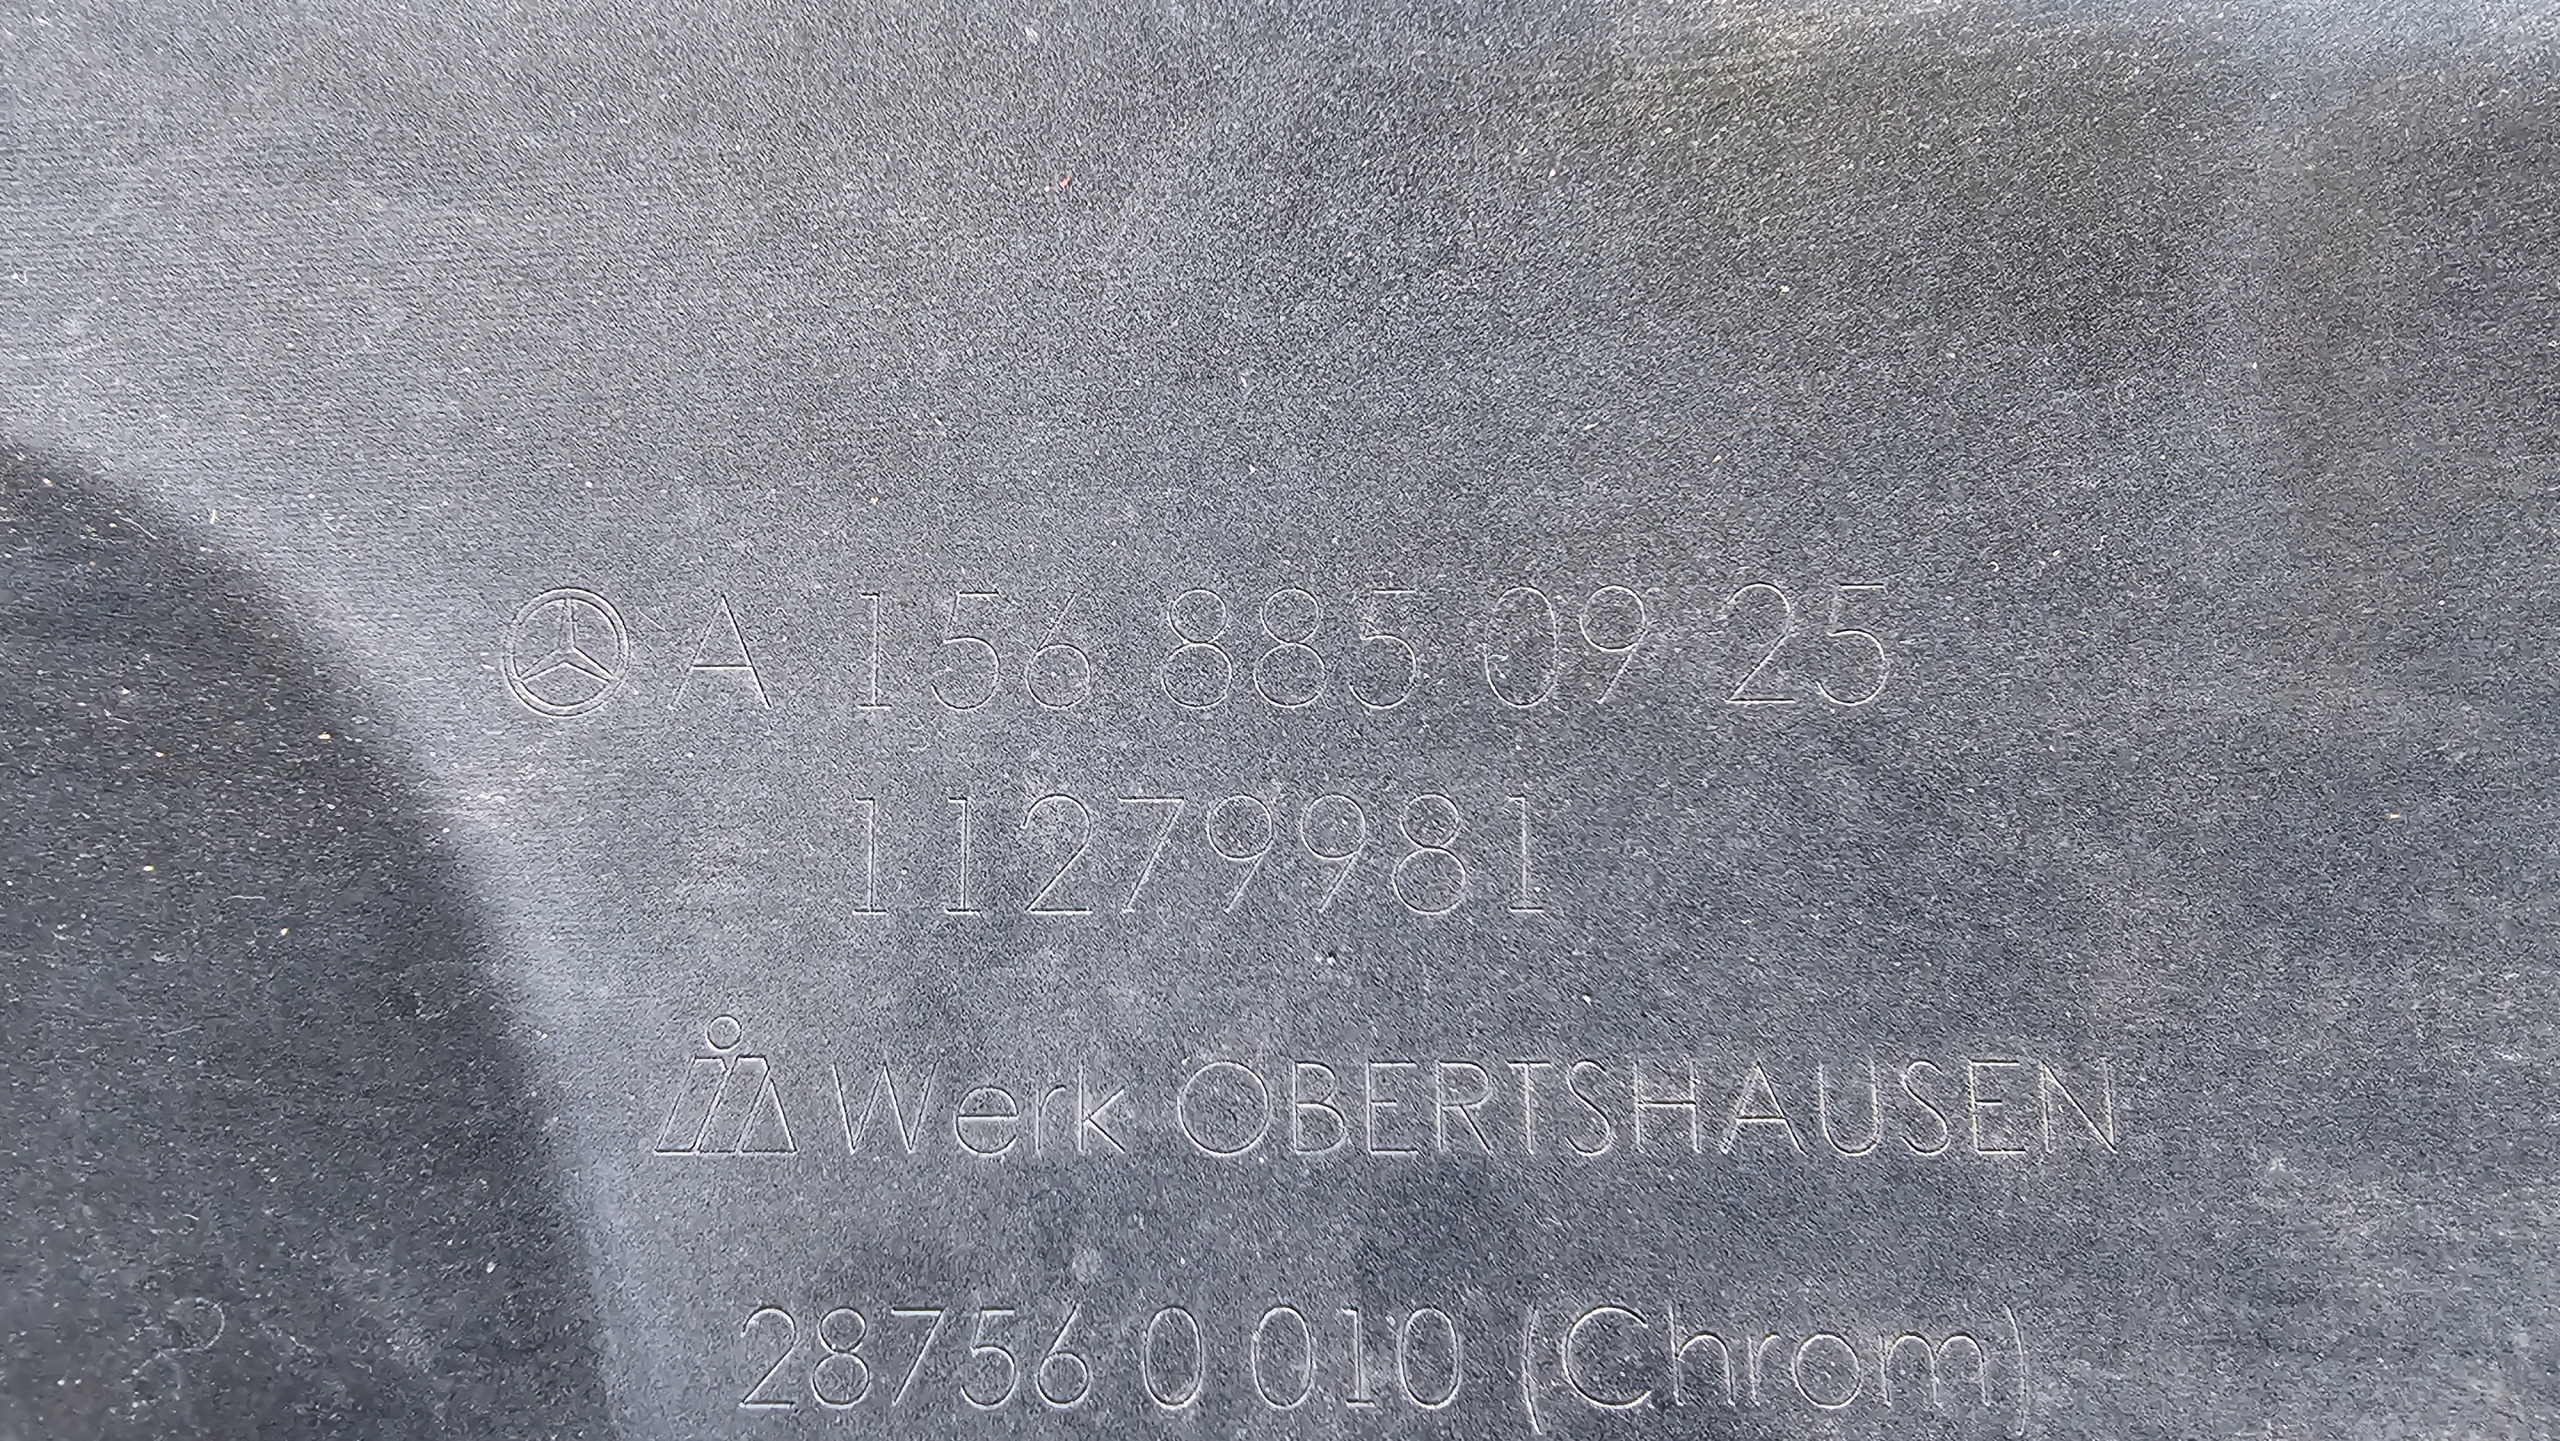 A 156 885 09 25
11279981
Werk OBERTSHAUSEN
28756 0 010 (Chrom)